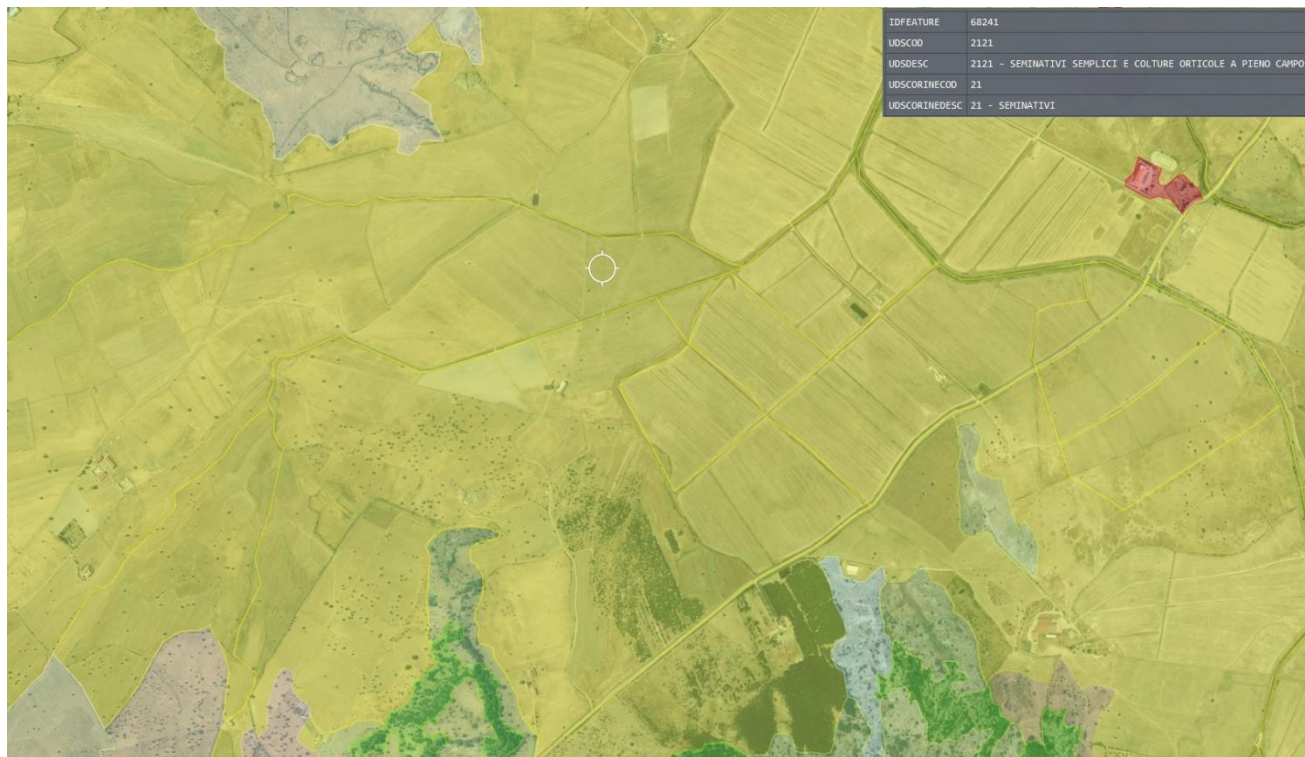 IDFEATURE 68241
UDSCOD 2121
UDSDESC 2121 - SEMINATIVI SEMPLICI E COLTURE ORTICOLE A PIENO CAMPO
UDSCORINECOD 21
UDSCORINEDESC 21 - SEMINATIVI